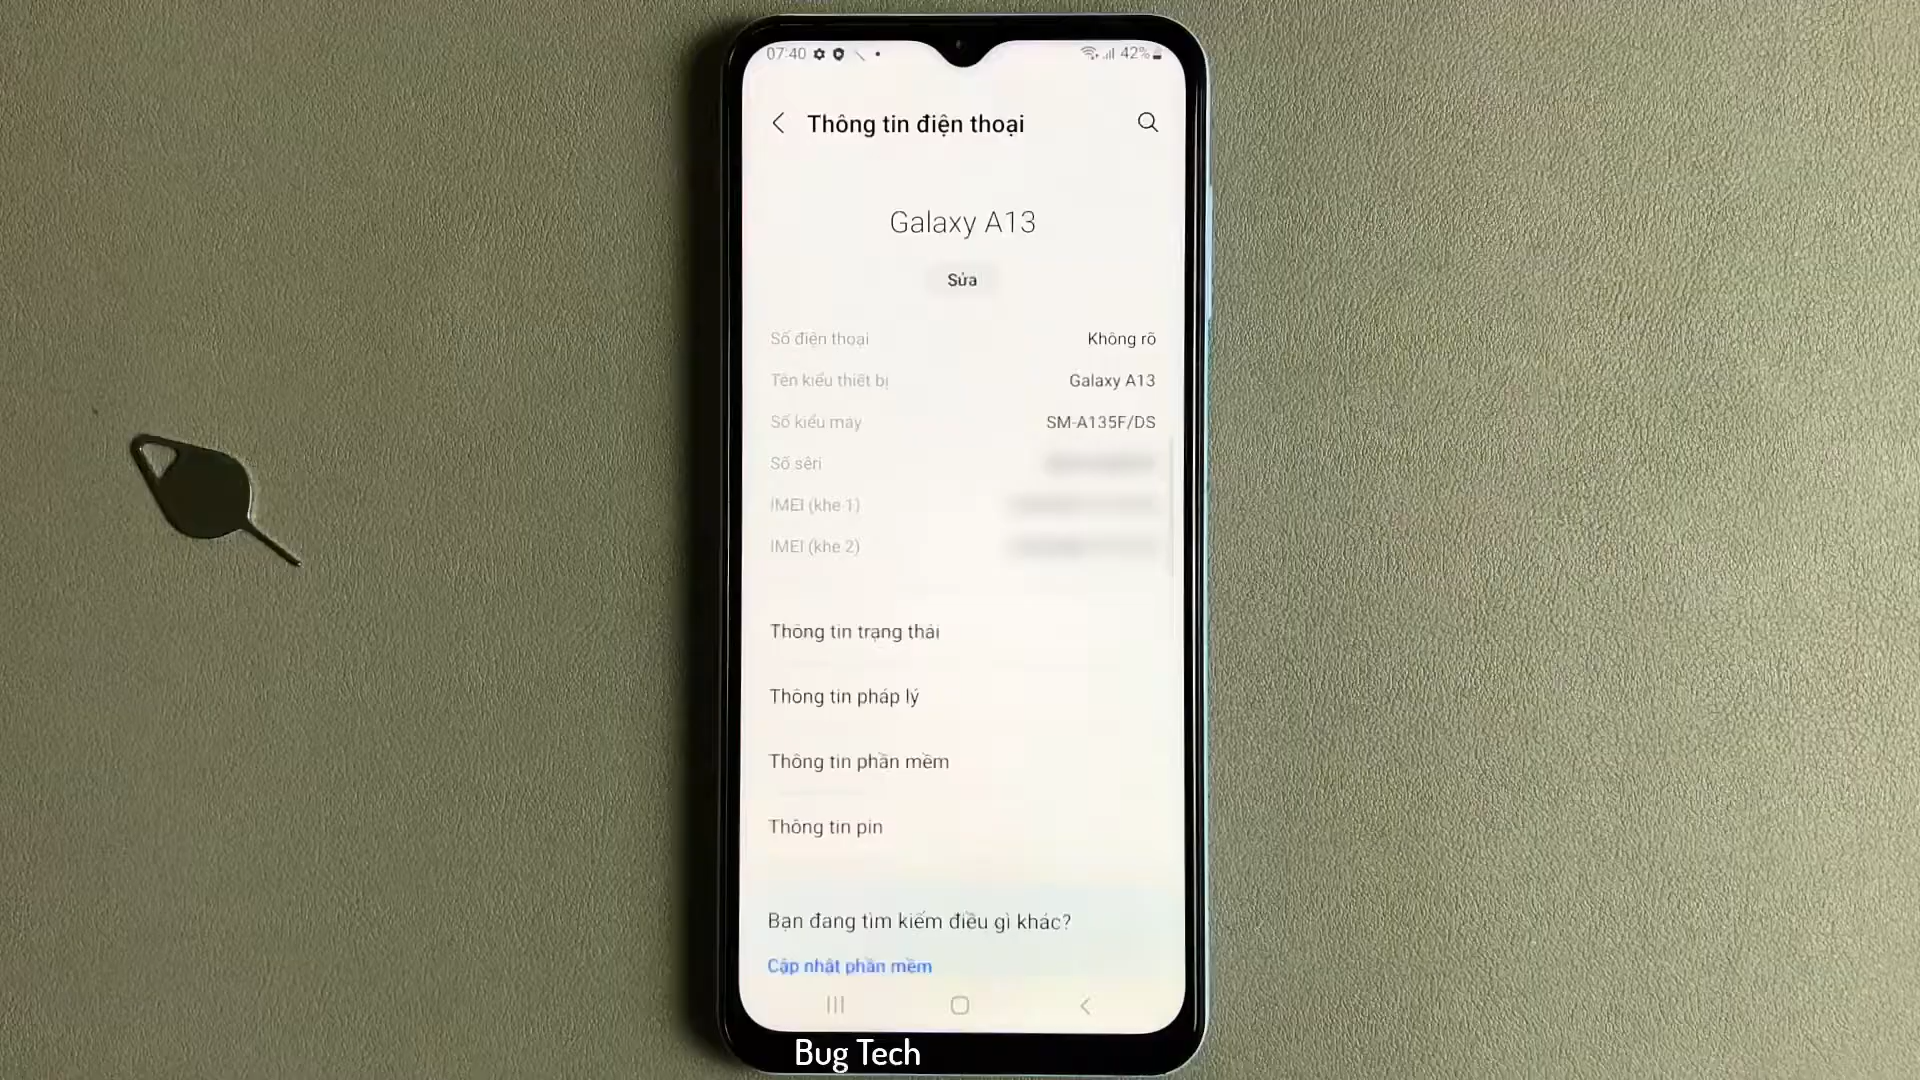 07:40 42%
Thông tin điện thoại
Galaxy A13
Sửa
Số điện thoại Không rõ
Tên kiểu thiết bị Galaxy A13
Số kiểu máy SM-A135F/DS
Số sêri
IMEI (khe 1)
IMEI (khe 2)
Thông tin trạng thái
Thông tin pháp lý
Thông tin phần mềm
Thông tin pin
Bạn đang tìm kiếm điều gì khác?
Cập nhật phần mềm
Bug Tech